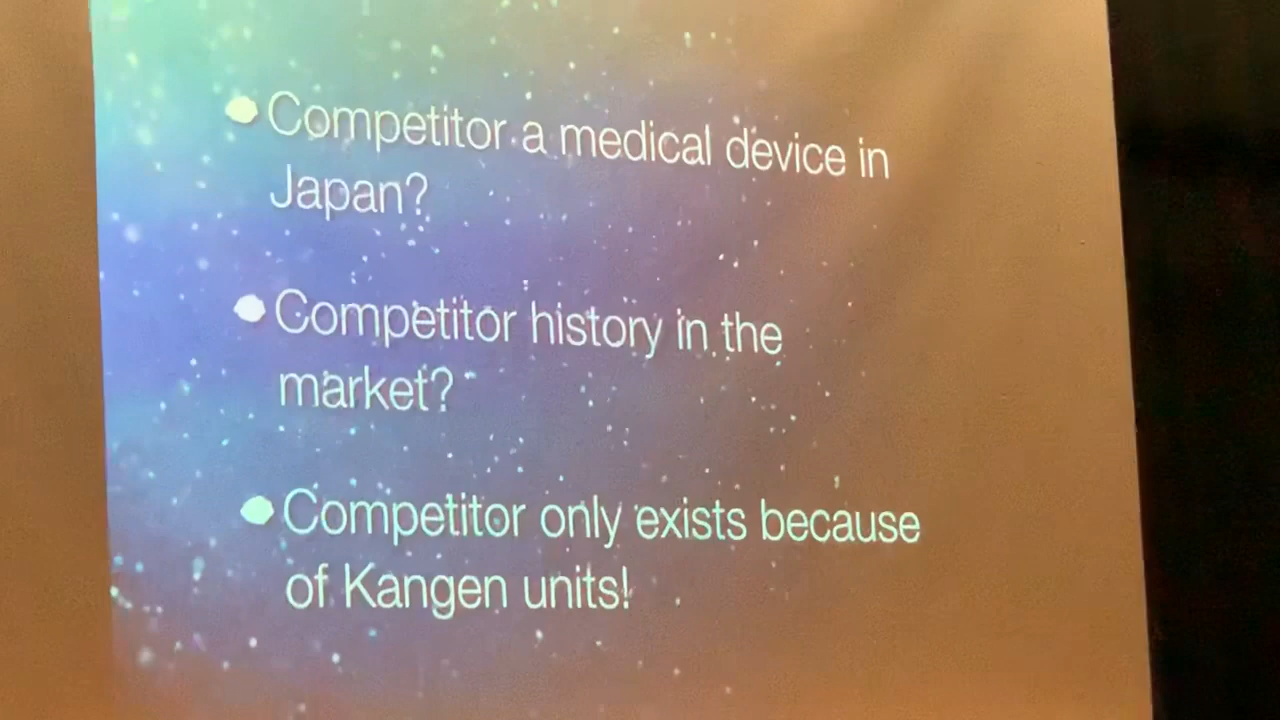 • Competitor a medical device in
Japan?
• Competitor history in the
market?
• Competitor only exists because
of Kangen units!